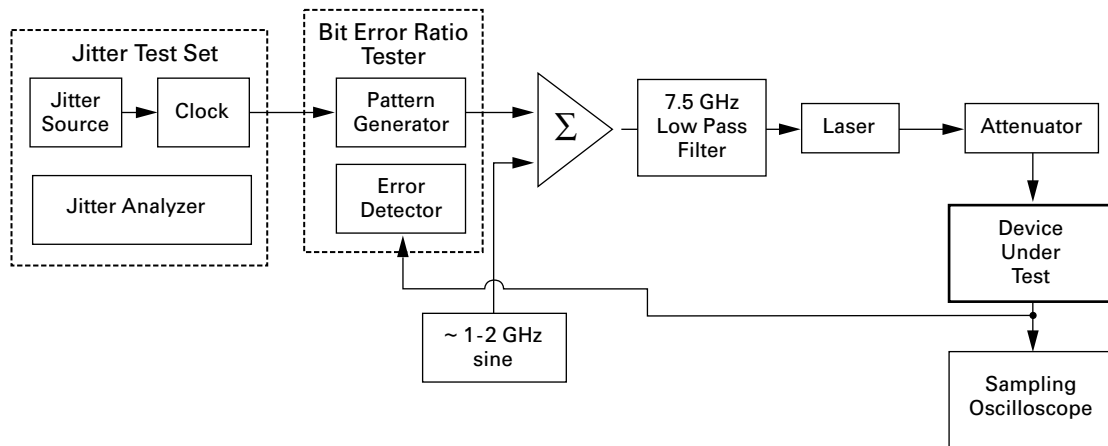 Jitter Test Set
Jitter
Source
Clock
Jitter Analyzer
Bit Error Ratio
Tester
Pattern
Generator
Error
Detector
Σ
7.5 GHz
Low Pass
Filter
Laser
Attenuator
Device
Under
Test
~ 1-2 GHz
sine
Sampling
Oscilloscope